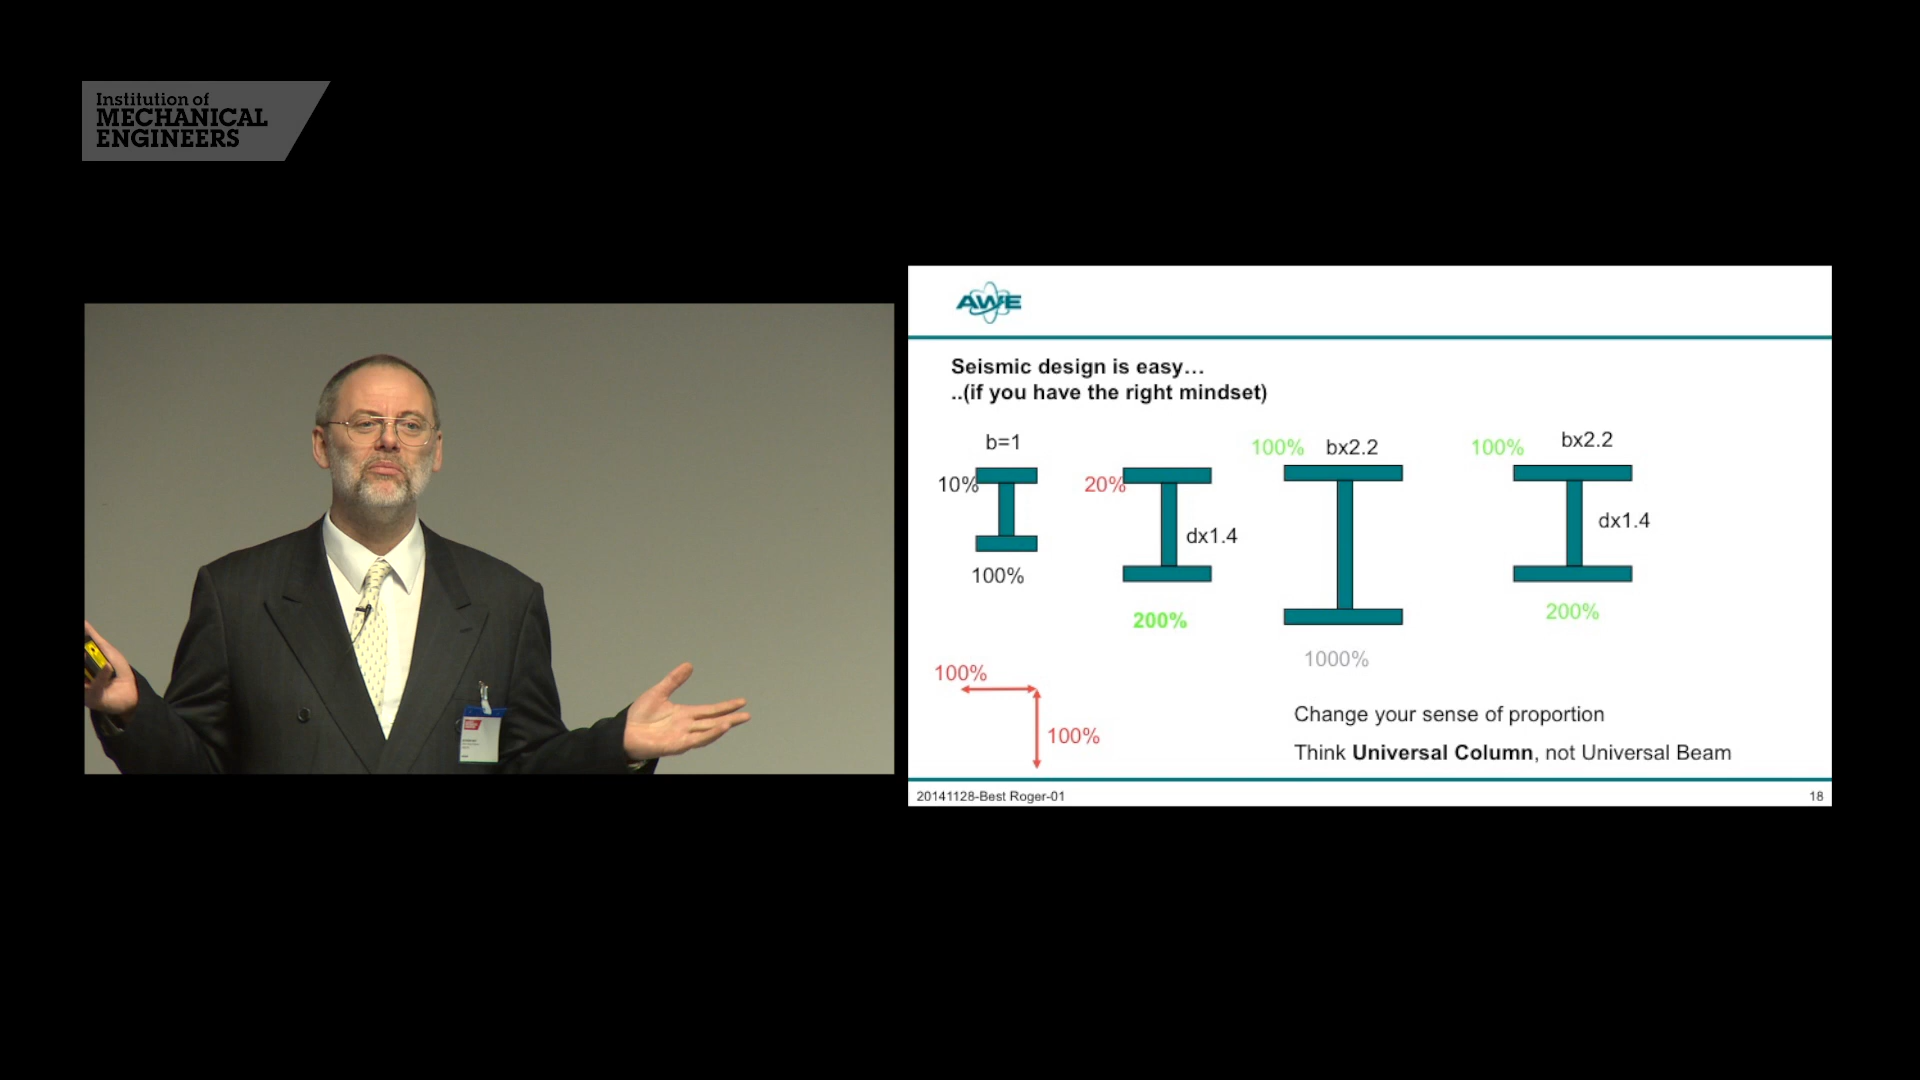 Institution of
MECHANICAL
ENGINEERS
AWE
Seismic design is easy…
..(if you have the right mindset)
b=1
10%
100%
20%
dx1.4
200%
100%
bx2.2
1000%
100%
bx2.2
dx1.4
200%
100%
100%
Change your sense of proportion
Think Universal Column, not Universal Beam
20141128-Best Roger-01
18